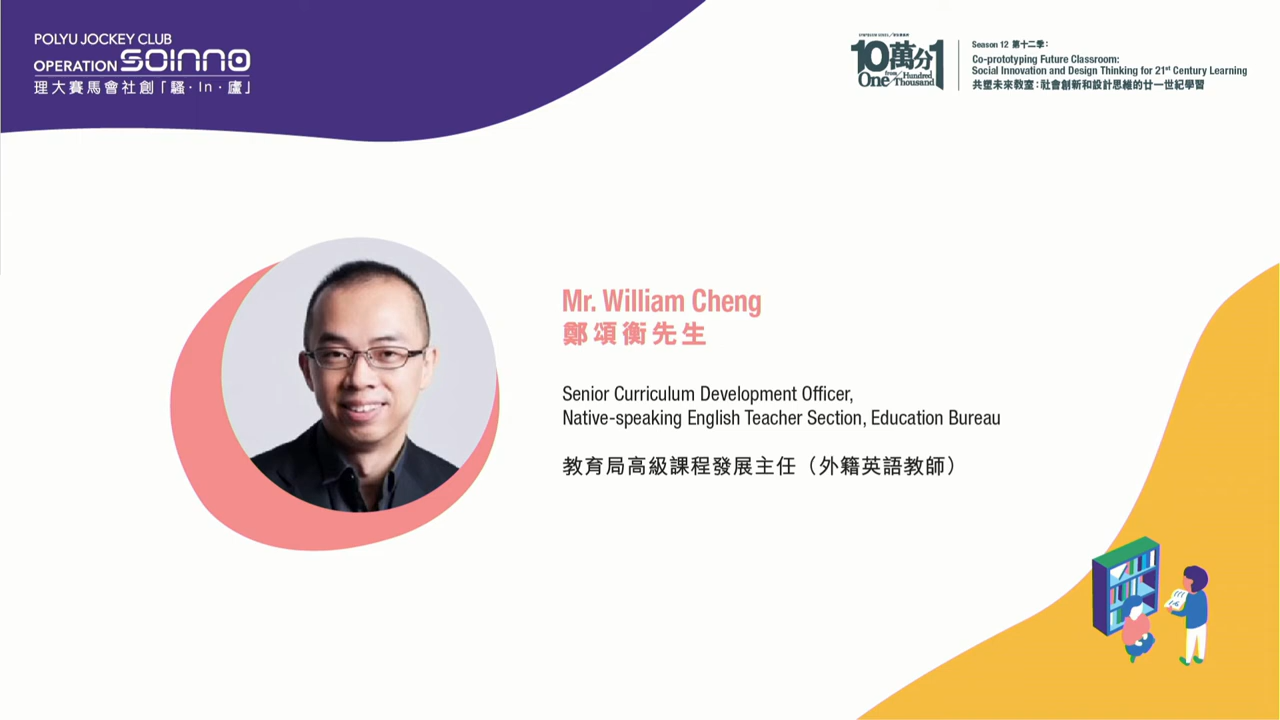 POLYU JOCKEY CLUB
OPERATION SOINNO
理大賽馬會社創「騷·In·廬」
SYMPOSIUM SERIES
10萬分1
One from Hundred Thousand
Season 12 第十二季：
Co-prototyping Future Classroom:
Social Innovation and Design Thinking for 21st Century Learning
共塑未來教室：社會創新和設計思維的廿一世紀學習
Mr. William Cheng
鄭頌衡先生
Senior Curriculum Development Officer,
Native-speaking English Teacher Section, Education Bureau
教育局高級課程發展主任（外籍英語教師）